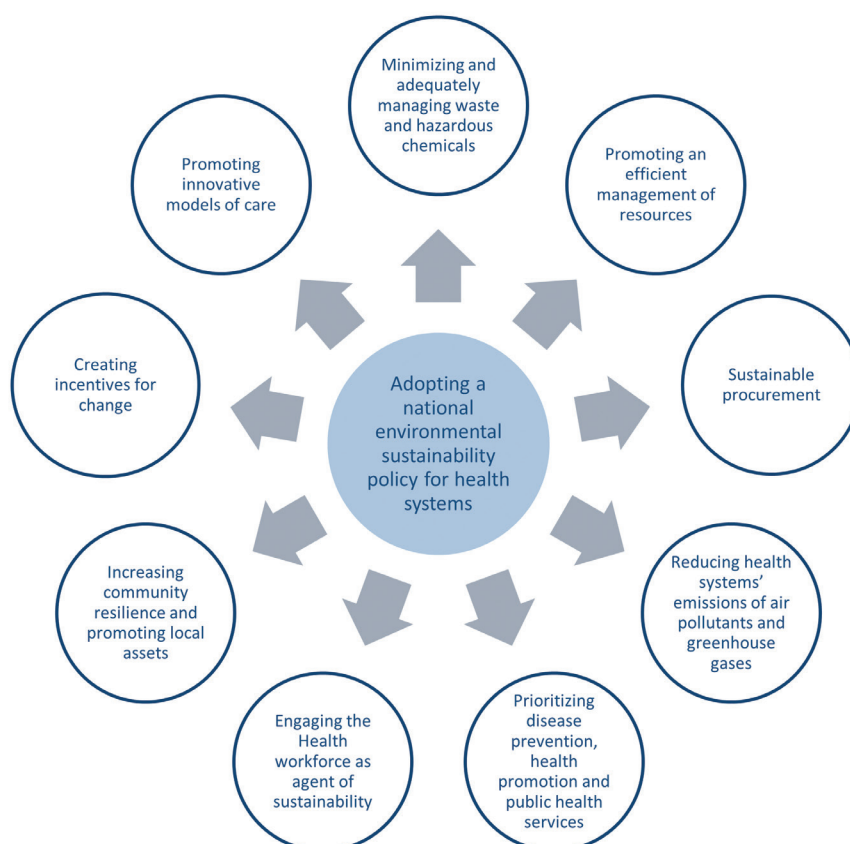 Minimizing and
adequately
managing waste
and hazardous
chemicals
Promoting an
efficient
management of
resources
Sustainable
procurement
Reducing health
systems’
emissions of air
pollutants and
greenhouse
gases
Prioritizing
disease
prevention,
health
promotion and
public health
services
Engaging the
Health
workforce as
agent of
sustainability
Increasing
community
resilience and
promoting local
assets
Creating
incentives for
change
Promoting
innovative
models of care
Adopting a
national
environmental
sustainability
policy for health
systems